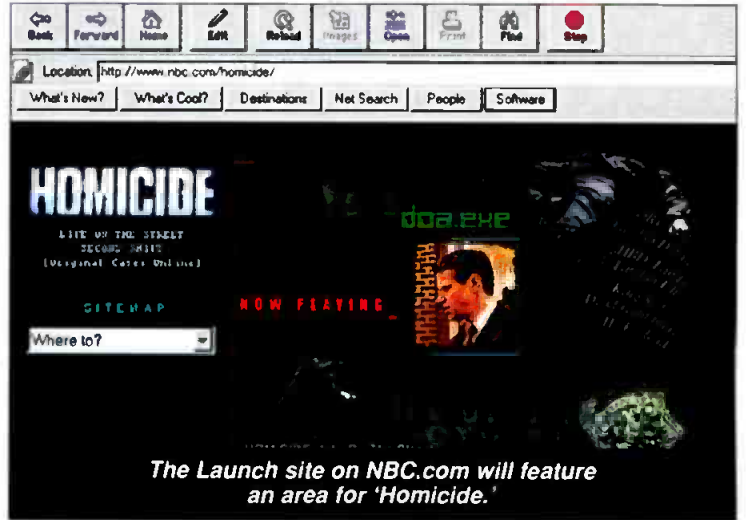 Back Forward Home Edit Reload Images Open Print Find Stop
Location: http://www.nbc.com/homicide/
What's New? What's Cool? Destinations Net Search People Software
HOMICIDE
LIFE ON THE STREET
SECOND SHIFT
[Original Cases Online]
doa.exe
SITEMAP
NOW PLAYING_
Where to?
The Launch site on NBC.com will feature
an area for 'Homicide.'